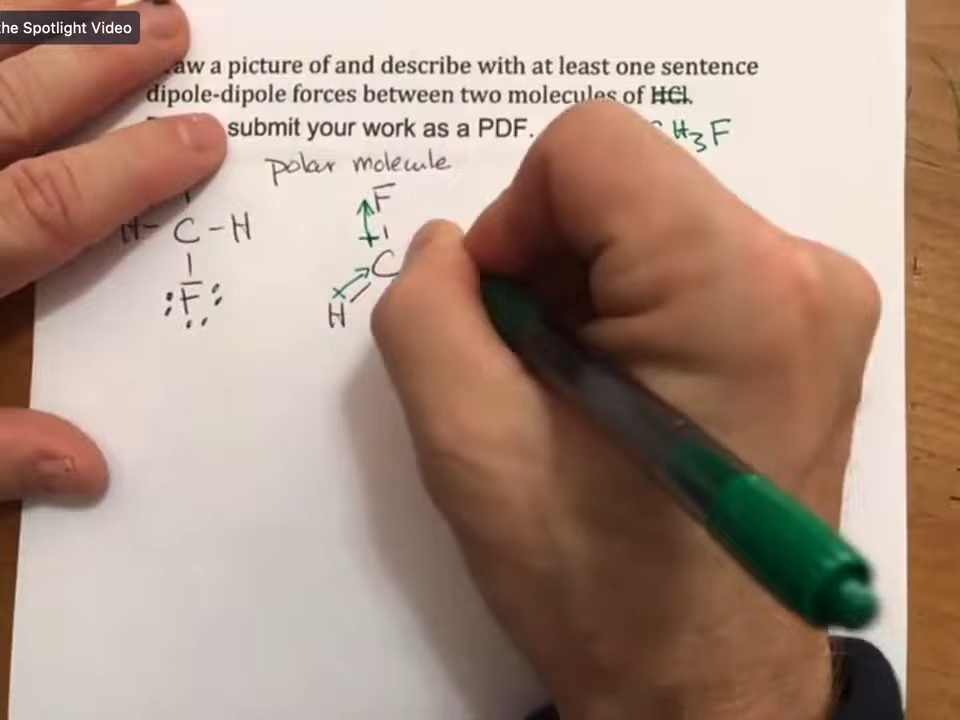 the Spotlight Video
aw a picture of and describe with at least one sentence
dipole-dipole forces between two molecules of HCl.
submit your work as a PDF. H3F
polar molecule
F
H-C-H
C
:F:
H